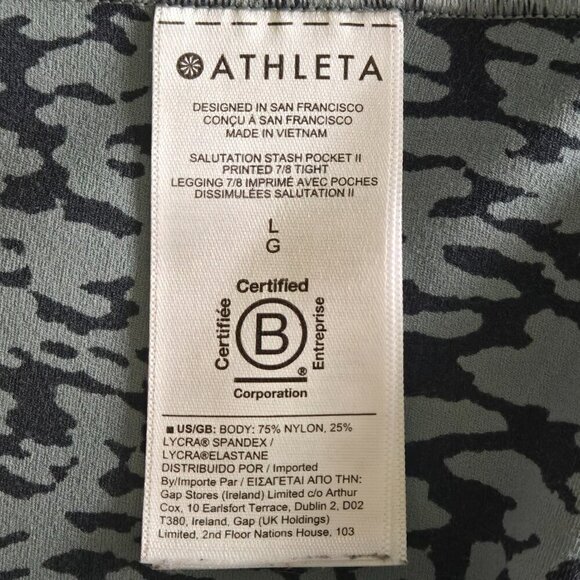 ATHLETA
DESIGNED IN SAN FRANCISCO
CONÇU À SAN FRANCISCO
MADE IN VIETNAM
SALUTATION STASH POCKET II
PRINTED 7/8 TIGHT
LEGGING 7/8 IMPRIMÉ AVEC POCHES
DISSIMULÉES SALUTATION II
L
G
Certified
Certifiée
B
Entreprise
®
Corporation
■ US/GB: BODY: 75% NYLON, 25%
LYCRA® SPANDEX /
LYCRA®ELASTANE
DISTRIBUIDO POR / Imported
By/Importe Par / ΕΙΣΑΓΕΤΑΙ ΑΠΟ ΤΗΝ:
Gap Stores (Ireland) Limited c/o Arthur
Cox, 10 Earlsfort Terrace, Dublin 2, D02
T380, Ireland, Gap (UK Holdings)
Limited, 2nd Floor Nations House, 103